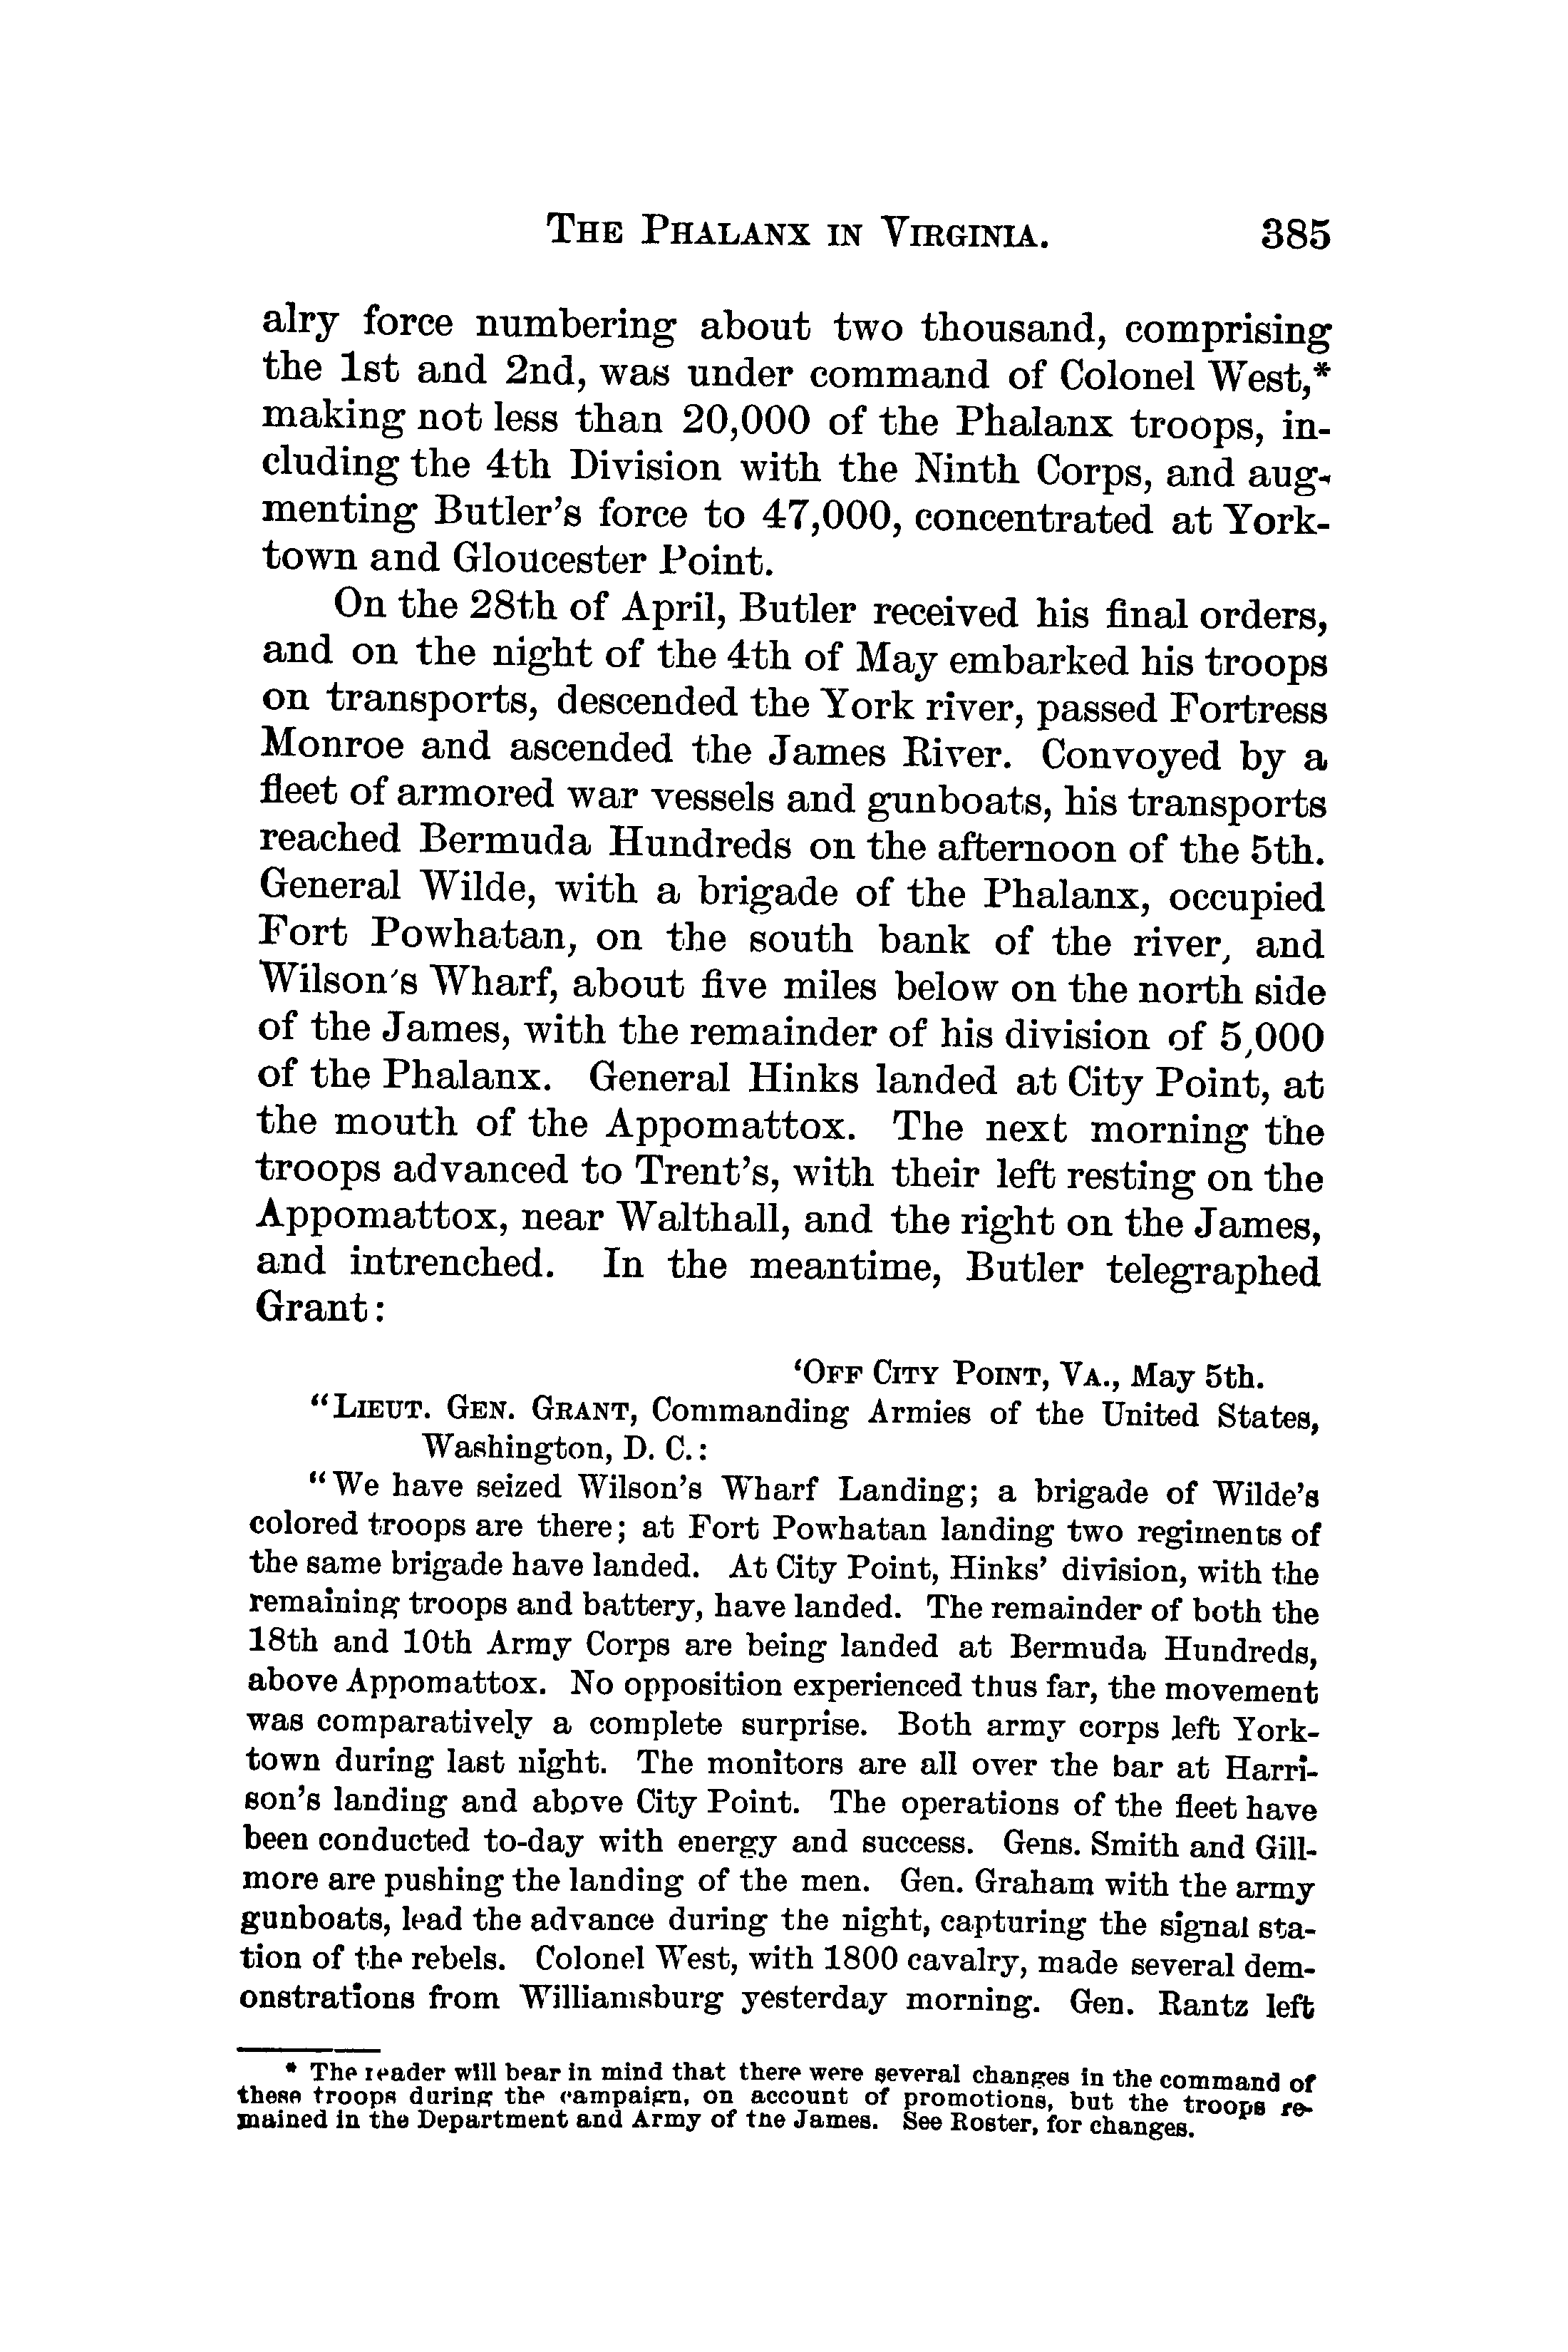 THE PHALANX IN VIRGINIA. 385
alry force numbering about two thousand, comprising
the 1st and 2nd, was under command of Colonel West,*
making not less than 20,000 of the Phalanx troops, in-
cluding the 4th Division with the Ninth Corps, and aug-
menting Butler's force to 47,000, concentrated at York-
town and Gloucester Point.
On the 28th of April, Butler received his final orders,
and on the night of the 4th of May embarked his troops
on transports, descended the York river, passed Fortress
Monroe and ascended the James River. Convoyed by a
fleet of armored war vessels and gunboats, his transports
reached Bermuda Hundreds on the afternoon of the 5th.
General Wilde, with a brigade of the Phalanx, occupied
Fort Powhatan, on the south bank of the river, and
Wilson's Wharf, about five miles below on the north side
of the James, with the remainder of his division of 5,000
of the Phalanx. General Hinks landed at City Point, at
the mouth of the Appomattox. The next morning the
troops advanced to Trent's, with their left resting on the
Appomattox, near Walthall, and the right on the James,
and intrenched. In the meantime, Butler telegraphed
Grant:
'OFF CITY POINT, VA., May 5th.
"LIEUT. GEN. GRANT, Commanding Armies of the United States,
Washington, D. C.:
"We have seized Wilson's Wharf Landing; a brigade of Wilde's
colored troops are there; at Fort Powhatan landing two regiments of
the same brigade have landed. At City Point, Hinks' division, with the
remaining troops and battery, have landed. The remainder of both the
18th and 10th Army Corps are being landed at Bermuda Hundreds,
above Appomattox. No opposition experienced thus far, the movement
was comparatively a complete surprise. Both army corps left York-
town during last night. The monitors are all over the bar at Harri-
son's landing and above City Point. The operations of the fleet have
been conducted to-day with energy and success. Gens. Smith and Gill-
more are pushing the landing of the men. Gen. Graham with the army
gunboats, lead the advance during the night, capturing the signal sta-
tion of the rebels. Colonel West, with 1800 cavalry, made several dem-
onstrations from Williamsburg yesterday morning. Gen. Rantz left
* The reader will bear in mind that there were several changes in the command of
these troops during the campaign, on account of promotions, but the troops re-
mained in the Department and Army of the James. See Roster, for changes.